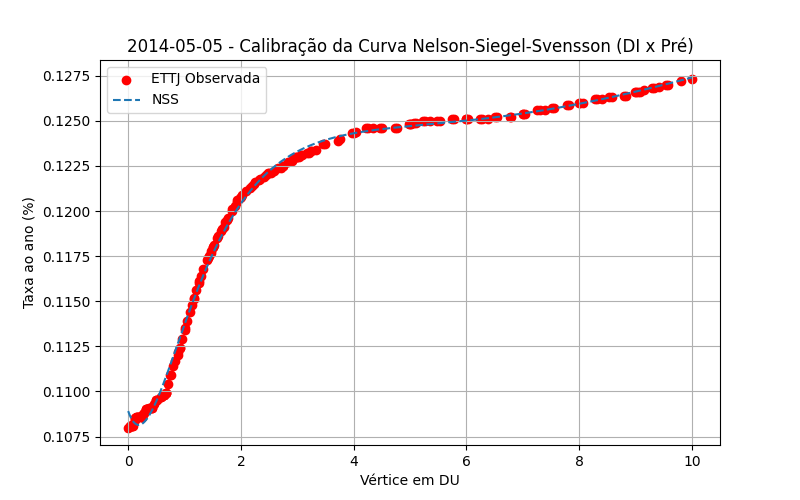 2014-05-05 - Calibração da Curva Nelson-Siegel-Svensson (DI x Pré)
ETTJ Observada
NSS
Taxa ao ano (%)
0.1275
0.1250
0.1225
0.1200
0.1175
0.1150
0.1125
0.1100
0.1075
0 2 4 6 8 10
Vértice em DU